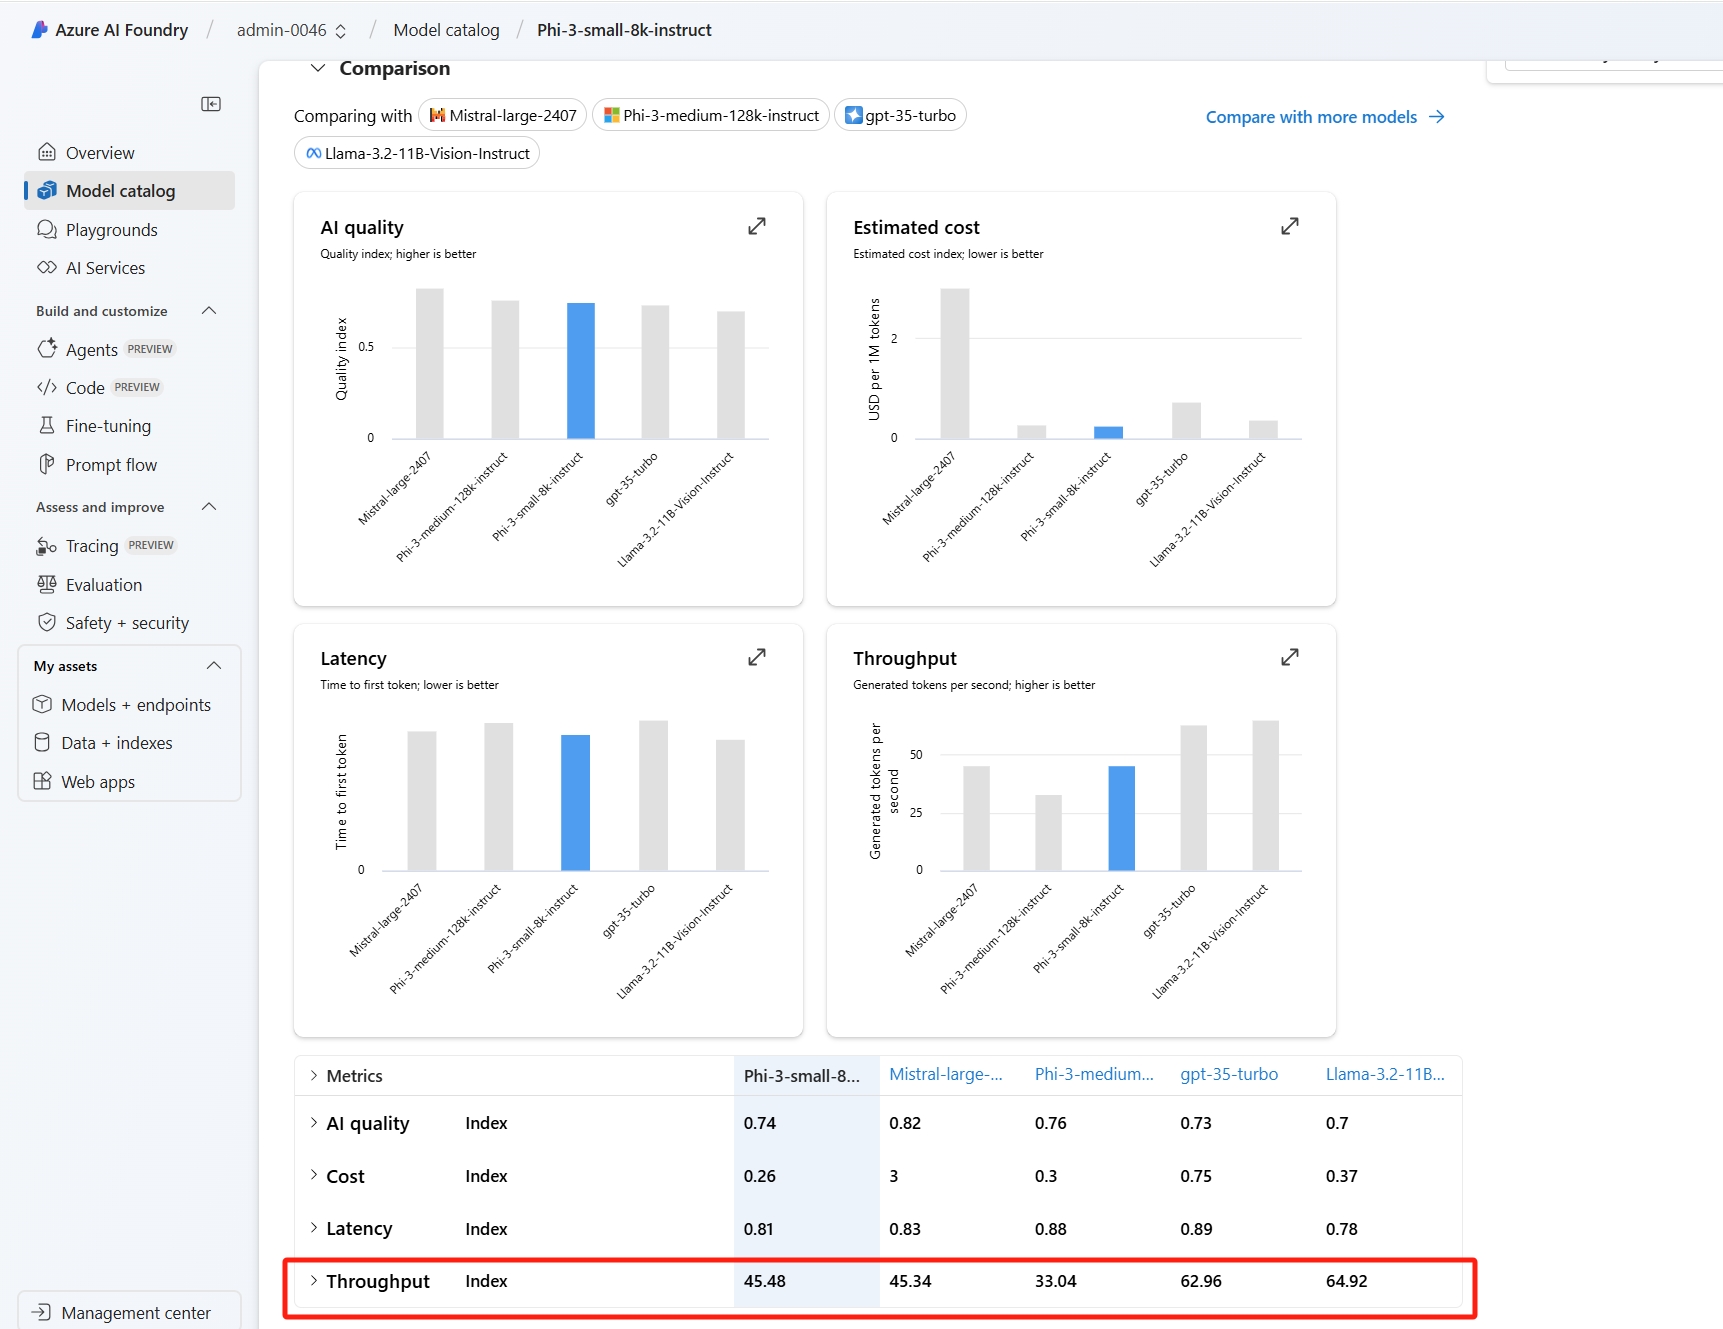 Azure AI Foundry / admin-0046 / Model catalog / Phi-3-small-8k-instruct
Overview
Model catalog
Playgrounds
AI Services
Build and customize
Agents PREVIEW
Code PREVIEW
Fine-tuning
Prompt flow
Assess and improve
Tracing PREVIEW
Evaluation
Safety + security
My assets
Models + endpoints
Data + indexes
Web apps
Management center
Comparison
Comparing with Mistral-large-2407 Phi-3-medium-128k-instruct gpt-35-turbo
Llama-3.2-11B-Vision-Instruct
Compare with more models
AI quality
Quality index; higher is better
Quality index
0.5
0
Mistral-large-2407
Phi-3-medium-128k-instruct
Phi-3-small-8k-instruct
gpt-35-turbo
Llama-3.2-11B-Vision-Instruct
Estimated cost
Estimated cost index; lower is better
USD per 1M tokens
2
0
Mistral-large-2407
Phi-3-medium-128k-instruct
Phi-3-small-8k-instruct
gpt-35-turbo
Llama-3.2-11B-Vision-Instruct
Latency
Time to first token; lower is better
Time to first token
0
Mistral-large-2407
Phi-3-medium-128k-instruct
Phi-3-small-8k-instruct
gpt-35-turbo
Llama-3.2-11B-Vision-Instruct
Throughput
Generated tokens per second; higher is better
Generated tokens per
second
50
25
0
Mistral-large-2407
Phi-3-medium-128k-instruct
Phi-3-small-8k-instruct
gpt-35-turbo
Llama-3.2-11B-Vision-Instruct
Metrics Phi-3-small-8... Mistral-large-... Phi-3-medium... gpt-35-turbo Llama-3.2-11B...
AI quality Index 0.74 0.82 0.76 0.73 0.7
Cost Index 0.26 3 0.3 0.75 0.37
Latency Index 0.81 0.83 0.88 0.89 0.78
Throughput Index 45.48 45.34 33.04 62.96 64.92